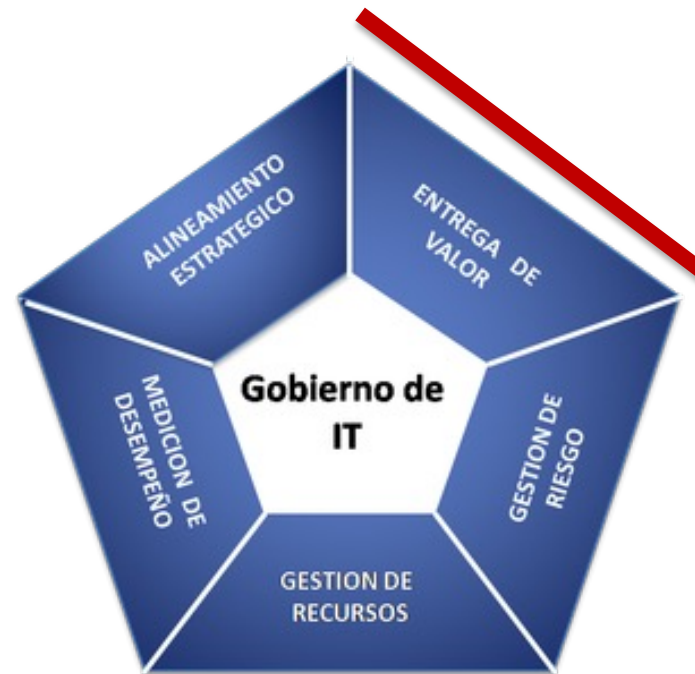 ALINEAMIENTO
ESTRATEGICO
ENTREGA DE
VALOR
Gobierno de
IT
MEDICION DE
DESEMPEÑO
GESTION DE
RIESGO
GESTION DE
RECURSOS